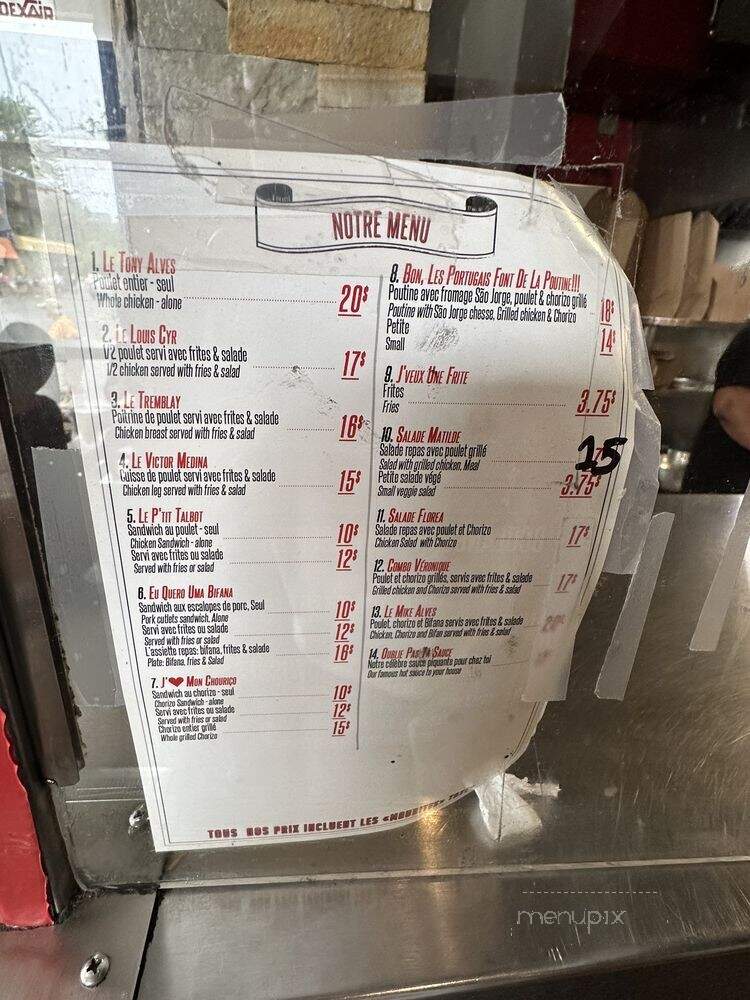 DEXAIR
NOTRE MENU
1. LE TONY ALVES
Poulet entier - seul
Whole chicken - alone 20$
2. LE LOUIS CYR
1/2 poulet servi avec frites & salade
1/2 chicken served with fries & salad 17$
3. LE TREMBLAY
Poitrine de poulet servi avec frites & salade
Chicken breast served with fries & salad 16$
4. LE VICTOR MEDINA
Cuisse de poulet servi avec frites & salade
Chicken leg served with fries & salad 15$
5. LE P'TIT TALBOT
Sandwich au poulet - seul
Chicken Sandwich - alone 10$
Servi avec frites ou salade
Served with fries or salad 12$
6. EU QUERO UMA BIFANA
Sandwich aux escalopes de porc, Seul
Pork cutlets sandwich, Alone 10$
Servi avec frites ou salade
Served with fries or salad 12$
L'assiette repas: bifana, frites & salade
Plate: Bifana, fries & Salad 16$
7. J'❤ MON CHOURIÇO
Sandwich au chorizo - seul
Chorizo Sandwich - alone 10$
Servi avec frites ou salade
Served with fries or salad 12$
Chorizo entier grillé
Whole grilled Chorizo 15$
8. BON, LES PORTUGAIS FONT DE LA POUTINE!!!
Poutine avec fromage São Jorge, poulet & chorizo grillé
Poutine with São Jorge chesse, Grilled chicken & Chorizo 18$
Petite
Small 14$
9. J'VEUX UNE FRITE
Frites
Fries 3.75$
10. SALADE MATILDE
Salade repas avec poulet grillé
Salad with grilled chicken, Meal 15
Petite salade végé
Small veggie salad 3.75$
11. SALADE FLOREA
Salade repas avec poulet et Chorizo
Chicken Salad with Chorizo 17$
12. COMBO VÉRONIQUE
Poulet et chorizo grillés, servis avec frites & salade
Grilled chicken and Chorizo served with fries & salad 17$
13. LE MIKE ALVES
Poulet, chorizo et Bifana servis avec frites & salade
Chicken, Chorizo and Bifan served with fries & salad 20$
14. OUBLIE PAS TA SAUCE
Notre célèbre sauce piquante pour chez toi
Our famous hot sauce to your house
TOUS NOS PRIX INCLUENT LES
menupix